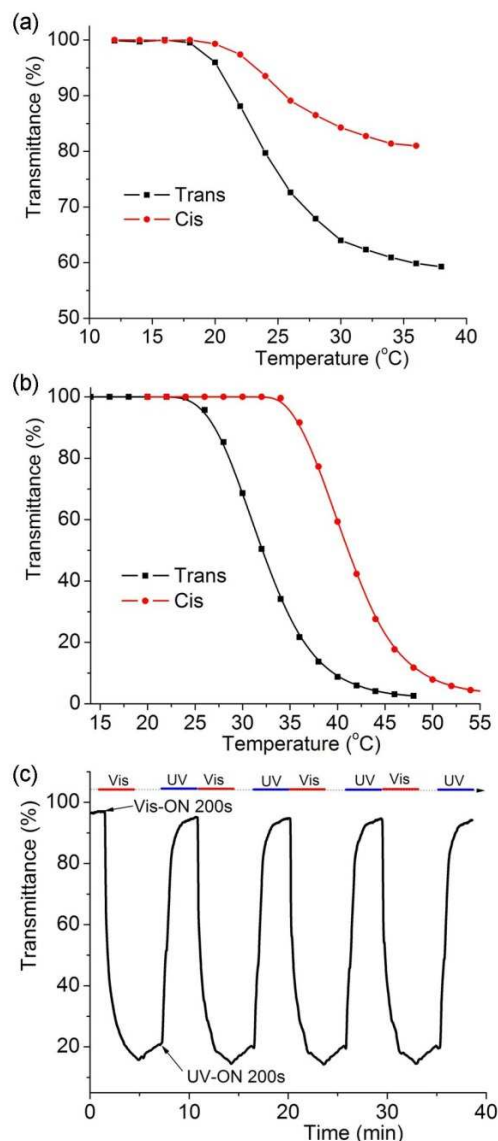 (a)
100
90
80
70
60
50
Transmittance (%)
Trans
Cis
10 15 20 25 30 35 40
Temperature (°C)
(b)
100
80
60
40
20
0
Transmittance (%)
Trans
Cis
15 20 25 30 35 40 45 50 55
Temperature (°C)
(c)
Vis UV Vis UV Vis UV Vis UV
100
80
60
40
20
Transmittance (%)
Vis-ON 200s
UV-ON 200s
0 10 20 30 40
Time (min)